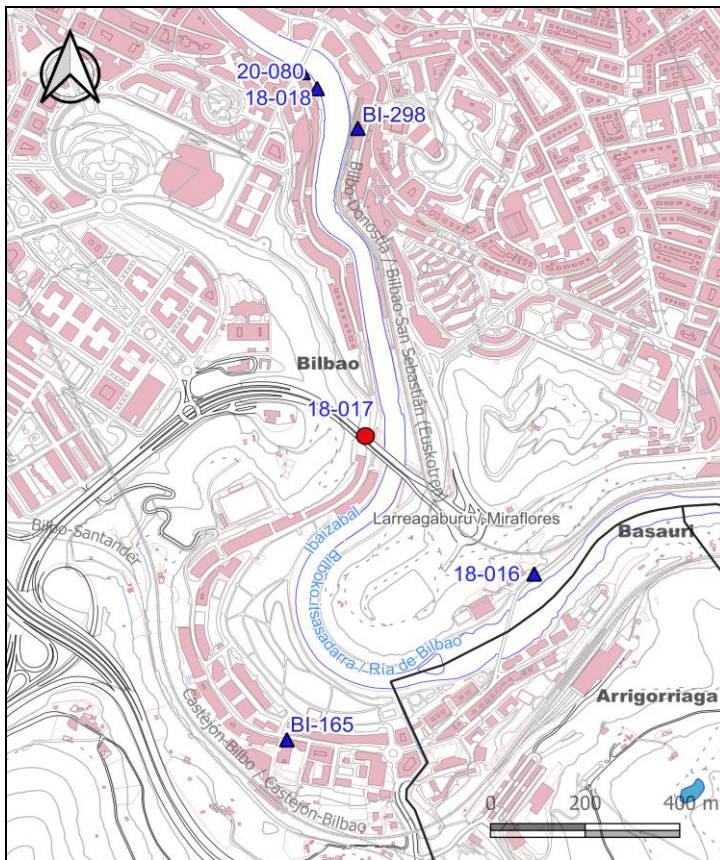 20-080
18-018
BI-298
Bilbo-Donostia / Bilbao-San Sebastián (Euskotren)
Bilbao
18-017
Larreagaburu / Miraflores
Ibaizabal
Bilboko itsasadarra / Ría de Bilbao
Bilbo-Santander
Basauri
18-016
Arrigorriaga
BI-165
Castejon-Bilbo / Castejón-Bilbao
0 200 400 m